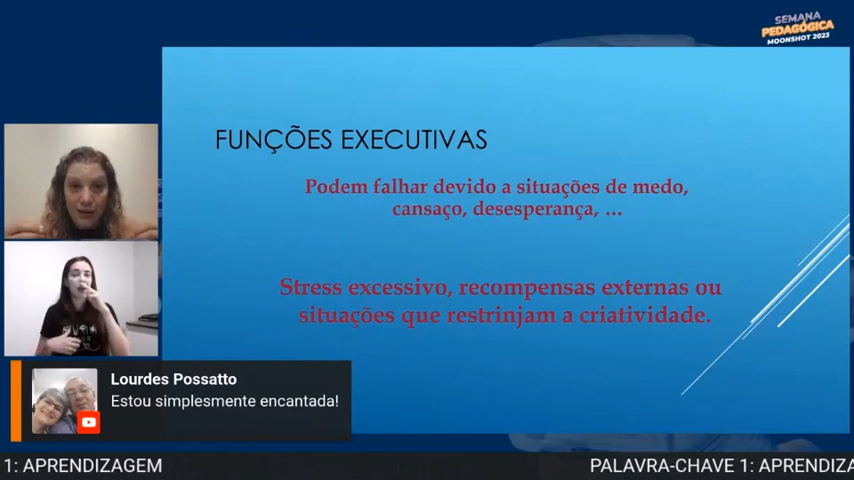 SEMANA
PEDAGÓGICA
MOONSHOT 2023
FUNÇÕES EXECUTIVAS
Podem falhar devido a situações de medo,
cansaço, desesperança, ...
Stress excessivo, recompensas externas ou
situações que restrinjam a criatividade.
Lourdes Possatto
Estou simplesmente encantada!
1: APRENDIZAGEM
PALAVRA-CHAVE 1: APRENDIZA